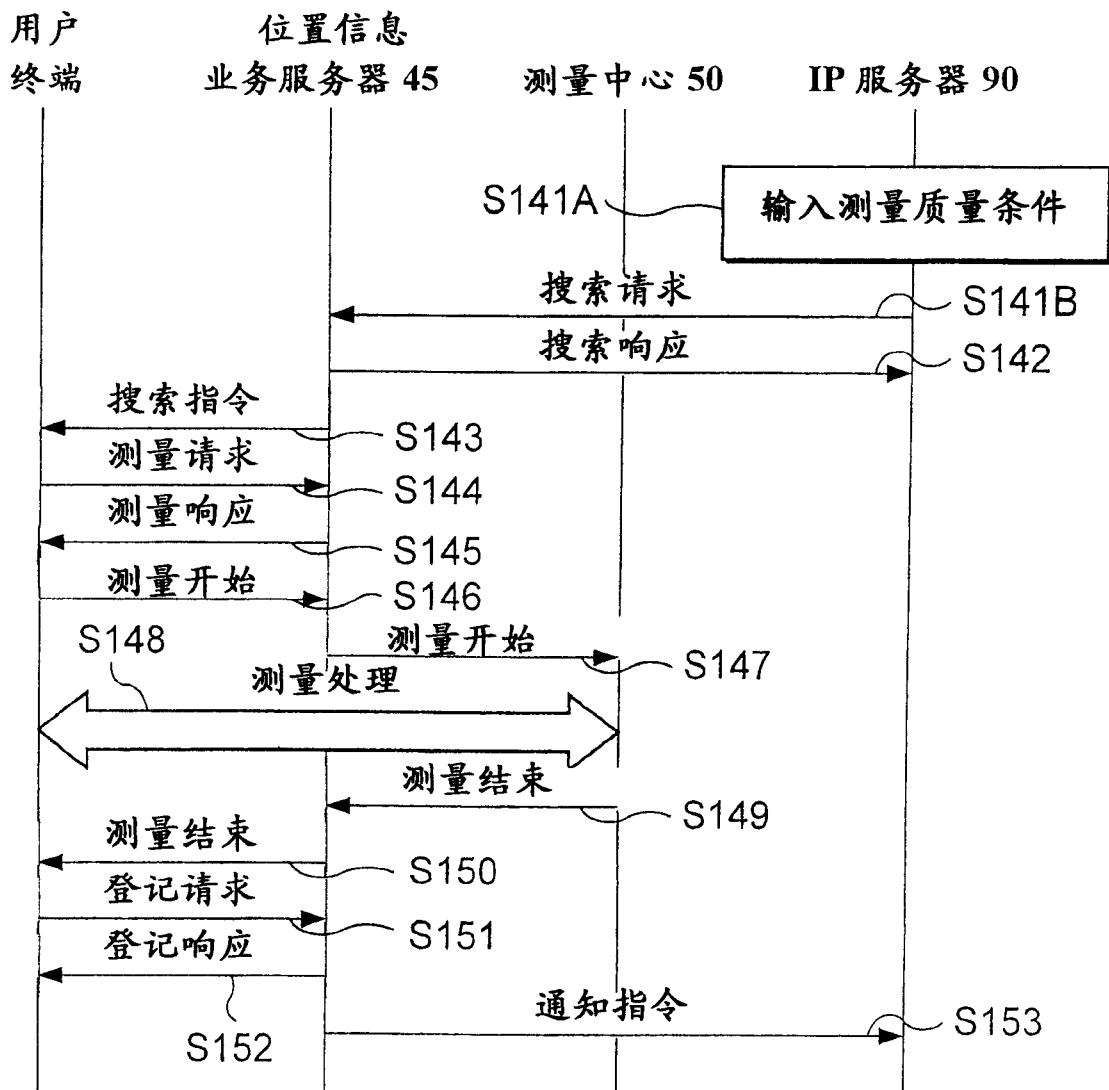 用户
终端
位置信息
业务服务器 45
测量中心 50
IP 服务器 90
S141A
输入测量质量条件
搜索请求
S141B
搜索响应
S142
搜索指令
S143
测量请求
S144
测量响应
S145
测量开始
S146
测量开始
S147
S148
测量处理
测量结束
S149
测量结束
S150
登记请求
S151
登记响应
S152
通知指令
S153